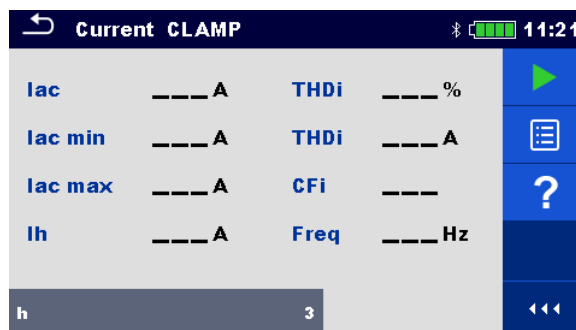 Current CLAMP 11:21
Iac ___A THDi ___%
Iac min ___A THDi ___A
Iac max ___A CFi ___
Ih ___A Freq ___Hz
?
h 3